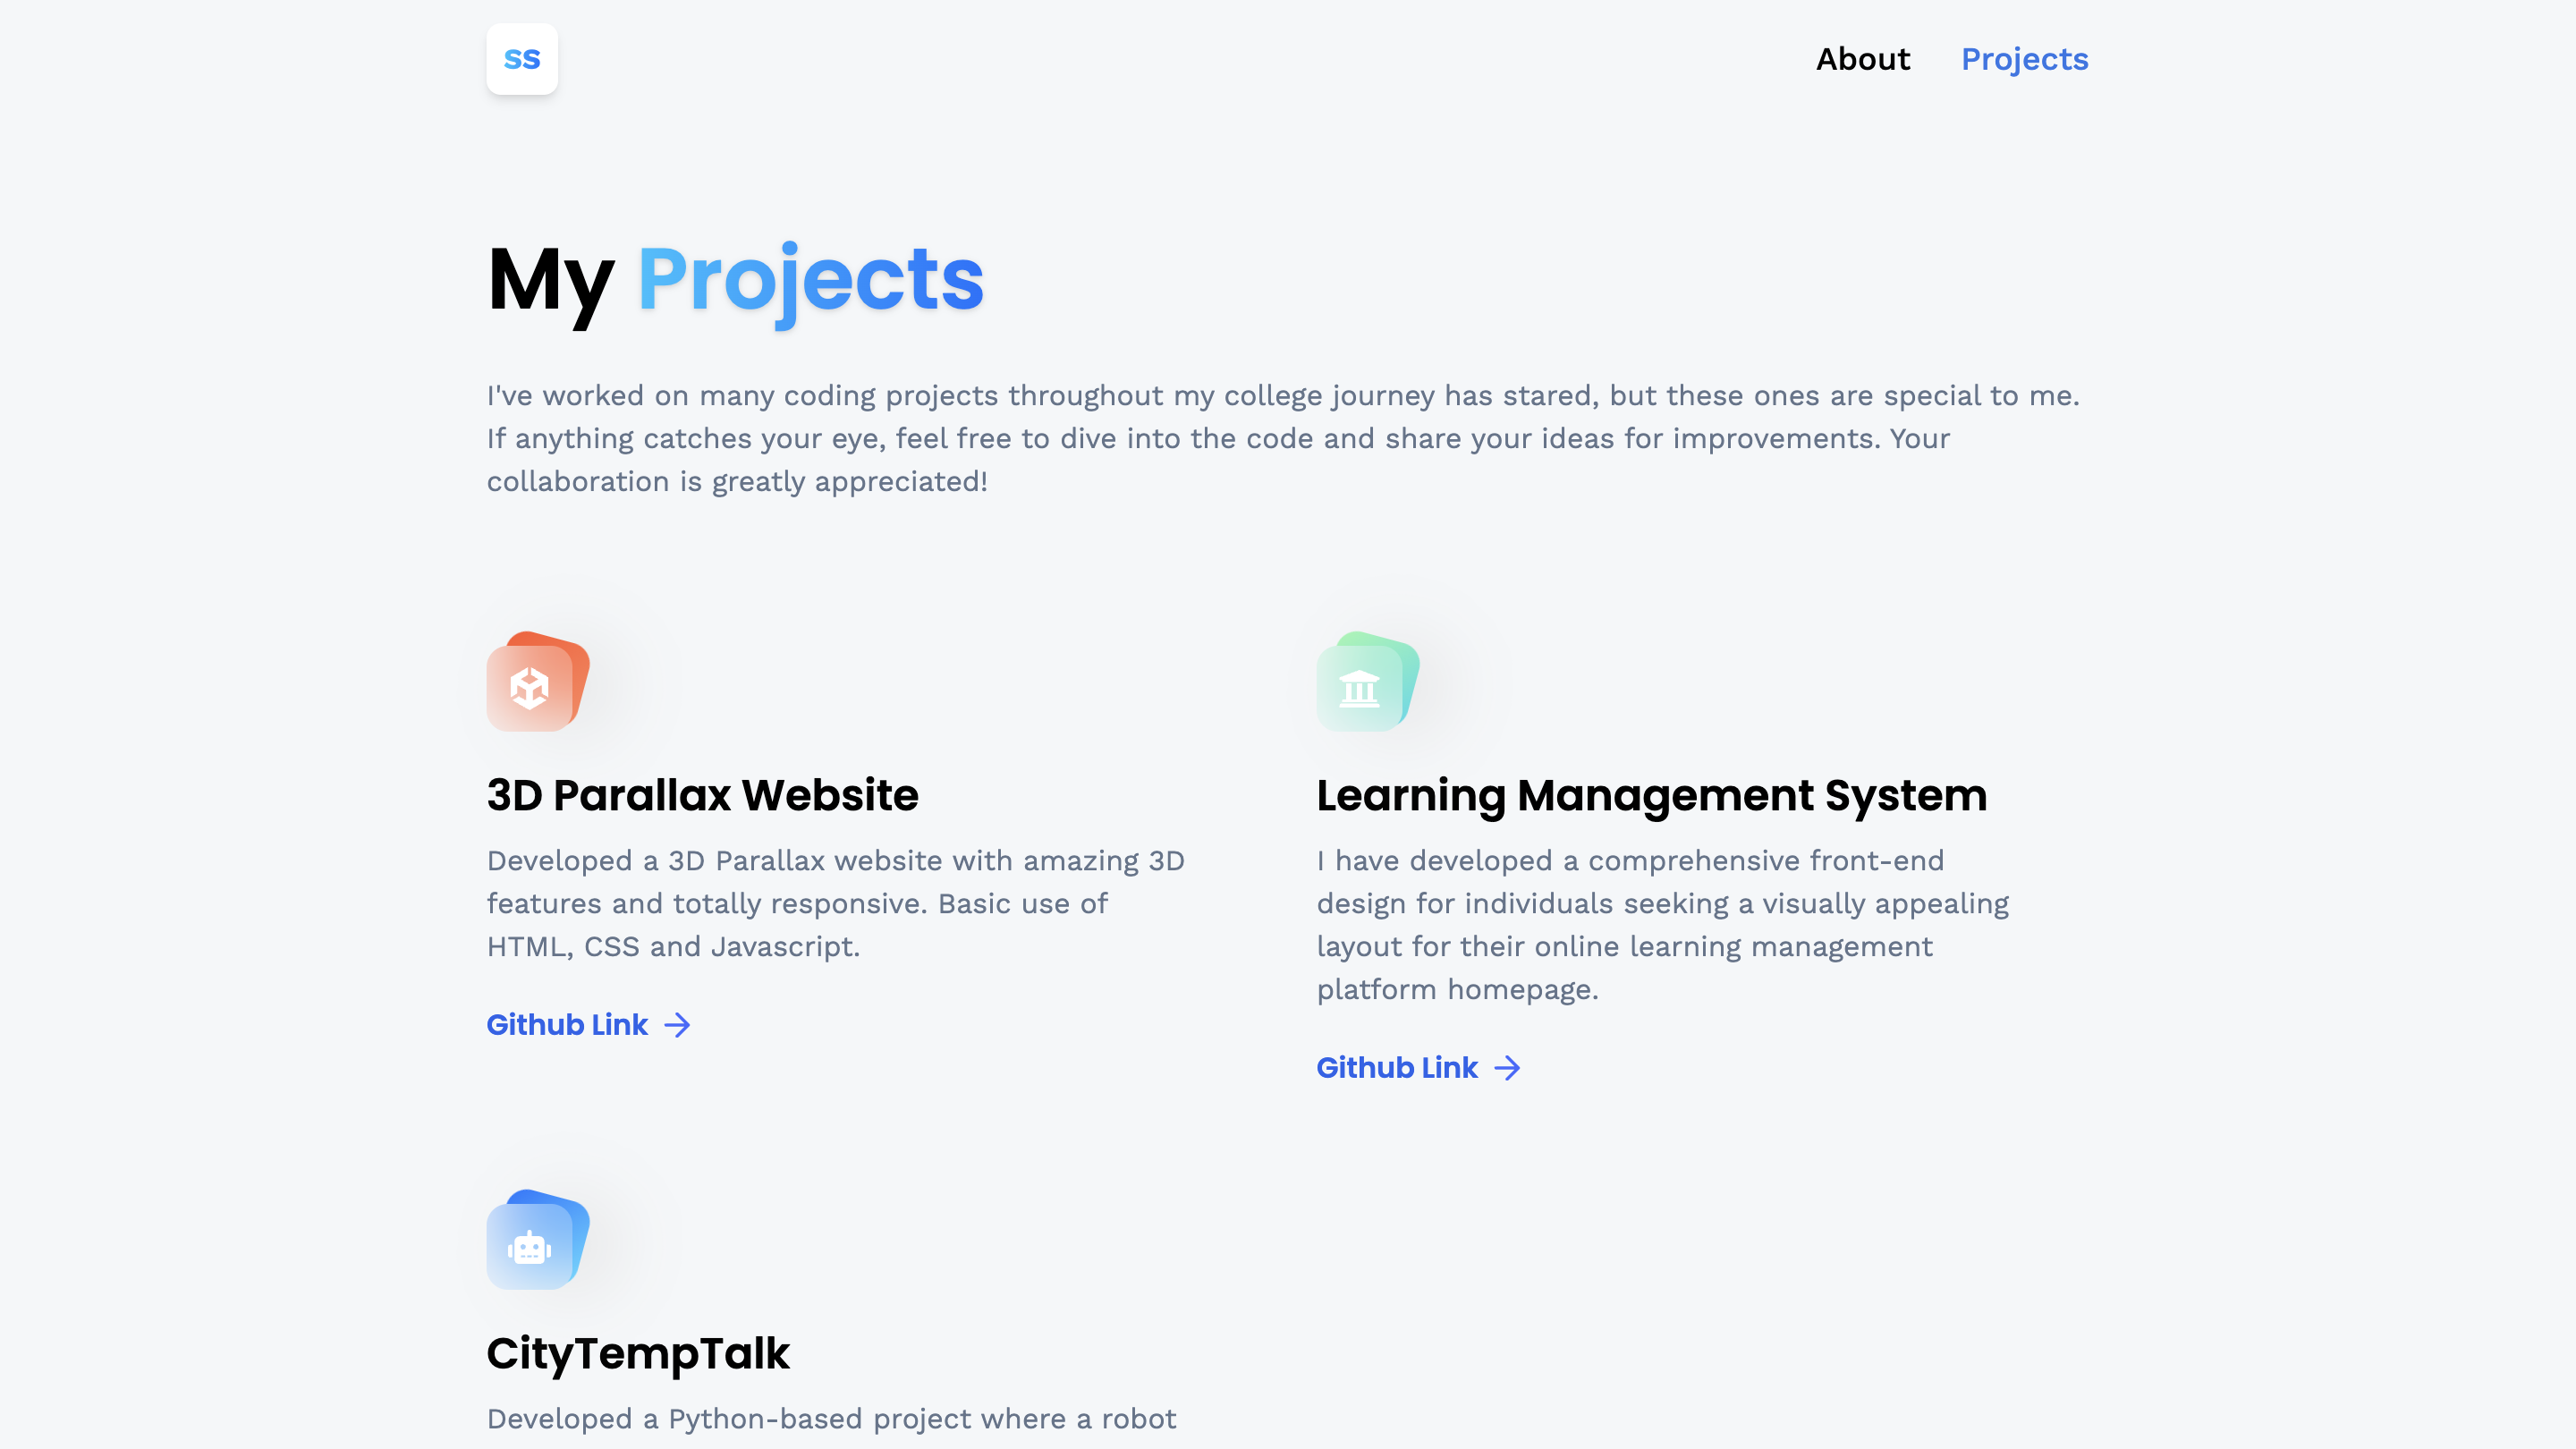 ss
About
Projects
My Projects
I've worked on many coding projects throughout my college journey has stared, but these ones are special to me.
If anything catches your eye, feel free to dive into the code and share your ideas for improvements. Your
collaboration is greatly appreciated!
3D Parallax Website
Developed a 3D Parallax website with amazing 3D
features and totally responsive. Basic use of
HTML, CSS and Javascript.
Github Link
Learning Management System
I have developed a comprehensive front-end
design for individuals seeking a visually appealing
layout for their online learning management
platform homepage.
Github Link
CityTempTalk
Developed a Python-based project where a robot